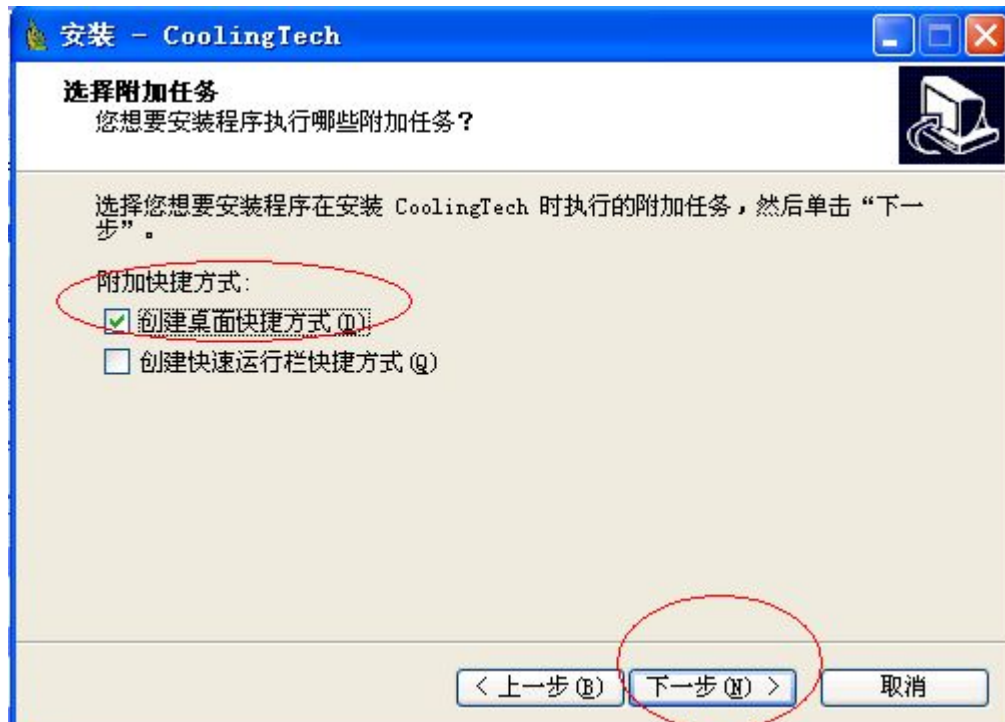 安装 - CoolingTech
选择附加任务
您想要安装程序执行哪些附加任务？
选择您想要安装程序在安装 CoolingTech 时执行的附加任务，然后单击“下一
步”。
附加快捷方式:
创建桌面快捷方式(D)
创建快速运行栏快捷方式(Q)
< 上一步(B) 下一步(N) > 取消